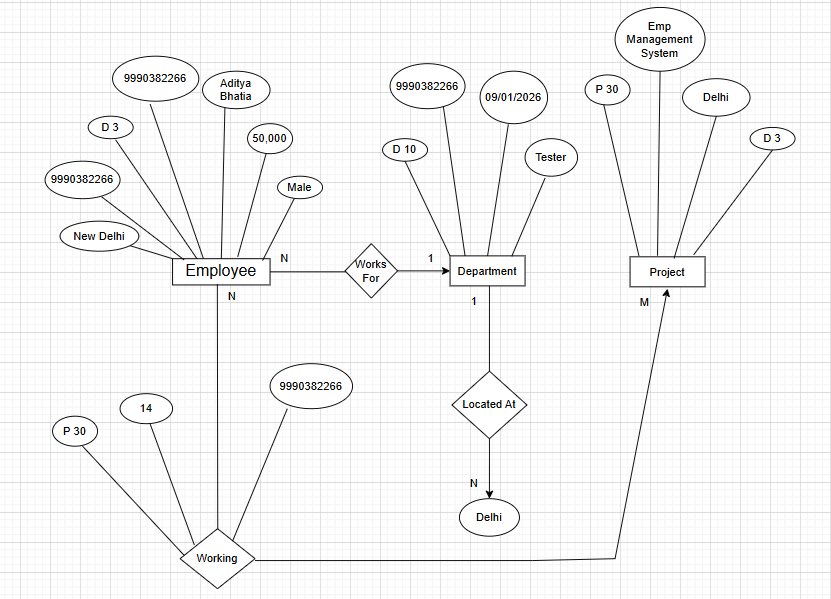 Emp
Management
System
9990382266
Aditya
Bhatia
9990382266
09/01/2026
P 30
Delhi
D 3
50,000
D 10
Tester
D 3
9990382266
Male
New Delhi
Employee
N
Works
For
1
Department
Project
N
1
M
9990382266
14
P 30
Located At
N
Delhi
Working